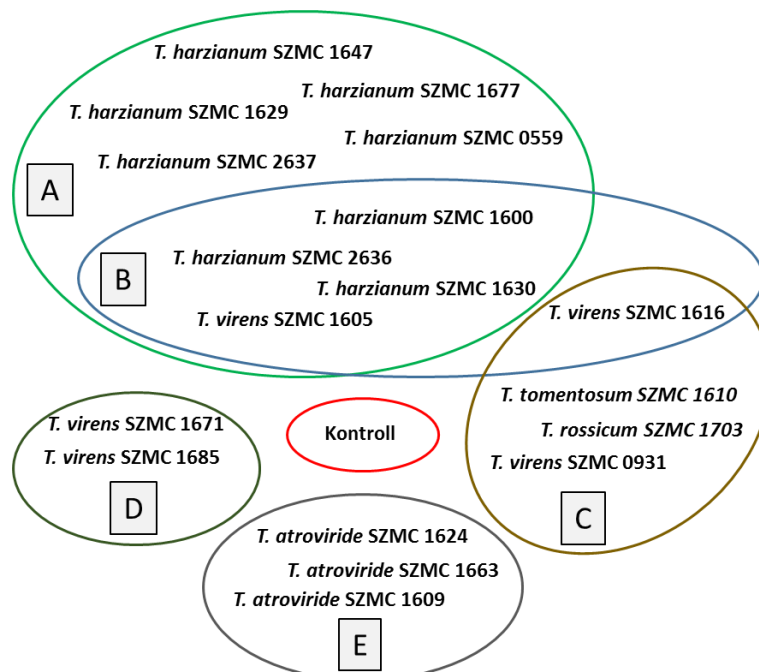 T. harzianum SZMC 1647
T. harzianum SZMC 1677
T. harzianum SZMC 1629
T. harzianum SZMC 0559
T. harzianum SZMC 2637
A
T. harzianum SZMC 1600
T. harzianum SZMC 2636
B
T. harzianum SZMC 1630
T. virens SZMC 1605
T. virens SZMC 1616
T. tomentosum SZMC 1610
T. rossicum SZMC 1703
T. virens SZMC 0931
C
T. virens SZMC 1671
T. virens SZMC 1685
D
Kontroll
T. atroviride SZMC 1624
T. atroviride SZMC 1663
T. atroviride SZMC 1609
E